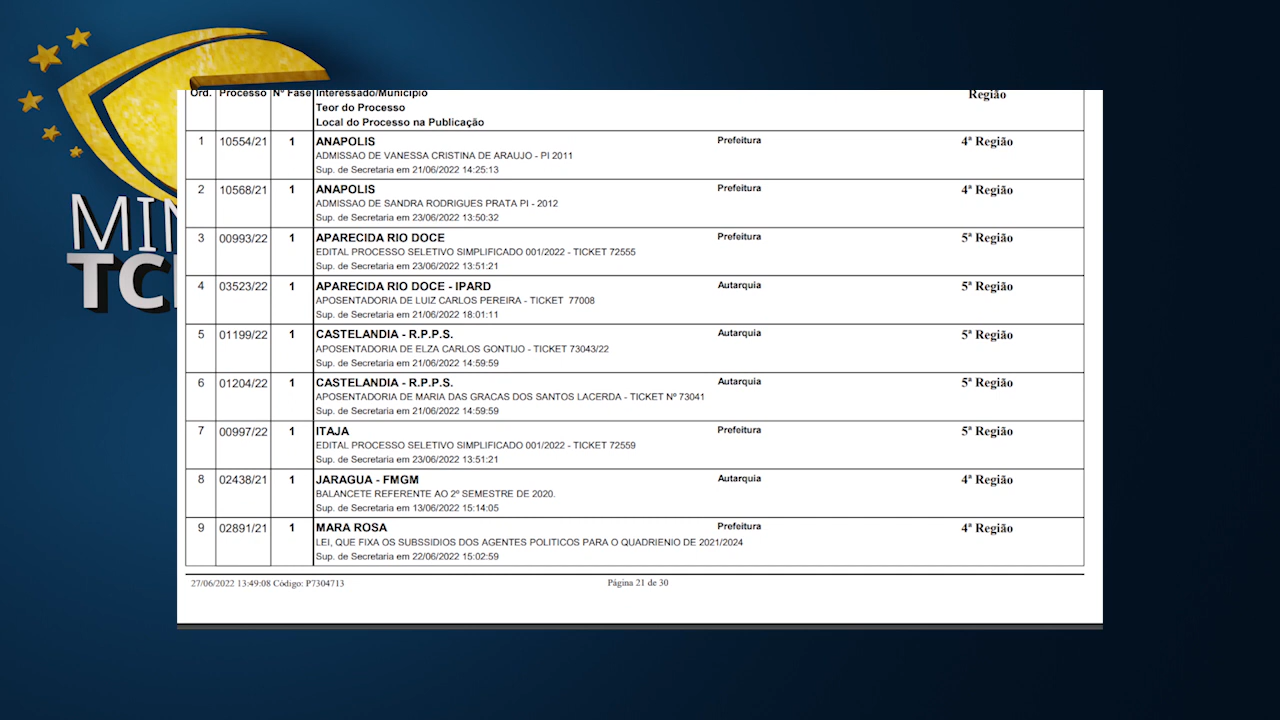 MIN
TC
Ord. Processo Nº Fase Interessado/Município Região
Teor do Processo
Local do Processo na Publicação
1 10554/21 1 ANAPOLIS Prefeitura 4ª Região
ADMISSAO DE VANESSA CRISTINA DE ARAUJO - PI 2011
Sup. de Secretaria em 21/06/2022 14:25:13
2 10568/21 1 ANAPOLIS Prefeitura 4ª Região
ADMISSAO DE SANDRA RODRIGUES PRATA PI - 2012
Sup. de Secretaria em 23/06/2022 13:50:32
3 00993/22 1 APARECIDA RIO DOCE Prefeitura 5ª Região
EDITAL PROCESSO SELETIVO SIMPLIFICADO 001/2022 - TICKET 72555
Sup. de Secretaria em 23/06/2022 13:51:21
4 03523/22 1 APARECIDA RIO DOCE - IPARD Autarquia 5ª Região
APOSENTADORIA DE LUIZ CARLOS PEREIRA - TICKET 77008
Sup. de Secretaria em 21/06/2022 18:01:11
5 01199/22 1 CASTELANDIA - R.P.P.S. Autarquia 5ª Região
APOSENTADORIA DE ELZA CARLOS GONTIJO - TICKET 73043/22
Sup. de Secretaria em 21/06/2022 14:59:59
6 01204/22 1 CASTELANDIA - R.P.P.S. Autarquia 5ª Região
APOSENTADORIA DE MARIA DAS GRACAS DOS SANTOS LACERDA - TICKET Nº 73041
Sup. de Secretaria em 21/06/2022 14:59:59
7 00997/22 1 ITAJA Prefeitura 5ª Região
EDITAL PROCESSO SELETIVO SIMPLIFICADO 001/2022 - TICKET 72559
Sup. de Secretaria em 23/06/2022 13:51:21
8 02438/21 1 JARAGUA - FMGM Autarquia 4ª Região
BALANCETE REFERENTE AO 2º SEMESTRE DE 2020.
Sup. de Secretaria em 13/06/2022 15:14:05
9 02891/21 1 MARA ROSA Prefeitura 4ª Região
LEI, QUE FIXA OS SUBSSIDIOS DOS AGENTES POLITICOS PARA O QUADRIENIO DE 2021/2024
Sup. de Secretaria em 22/06/2022 15:02:59
27/06/2022 13:49:08 Código: P7304713 Página 21 de 30